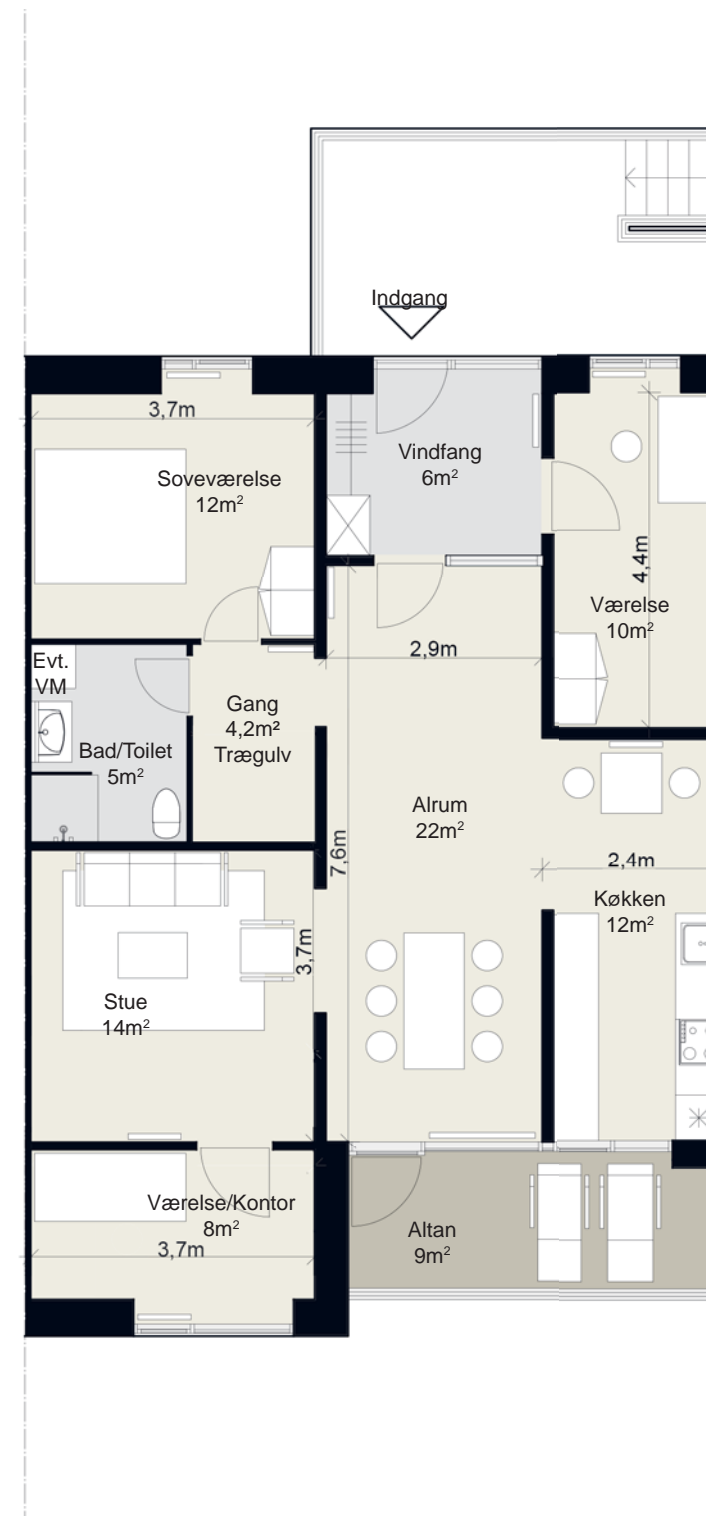 Indgang
3,7m
Vindfang
6m²
Soveværelse
12m²
4,4m
Værelse
10m²
2,9m
Evt.
VM
Gang
4,2m²
Trægulv
Bad/Toilet
5m²
Alrum
22m²
7,6m
2,4m
Køkken
12m²
3,7m
Stue
14m²
Værelse/Kontor
8m²
3,7m
Altan
9m²